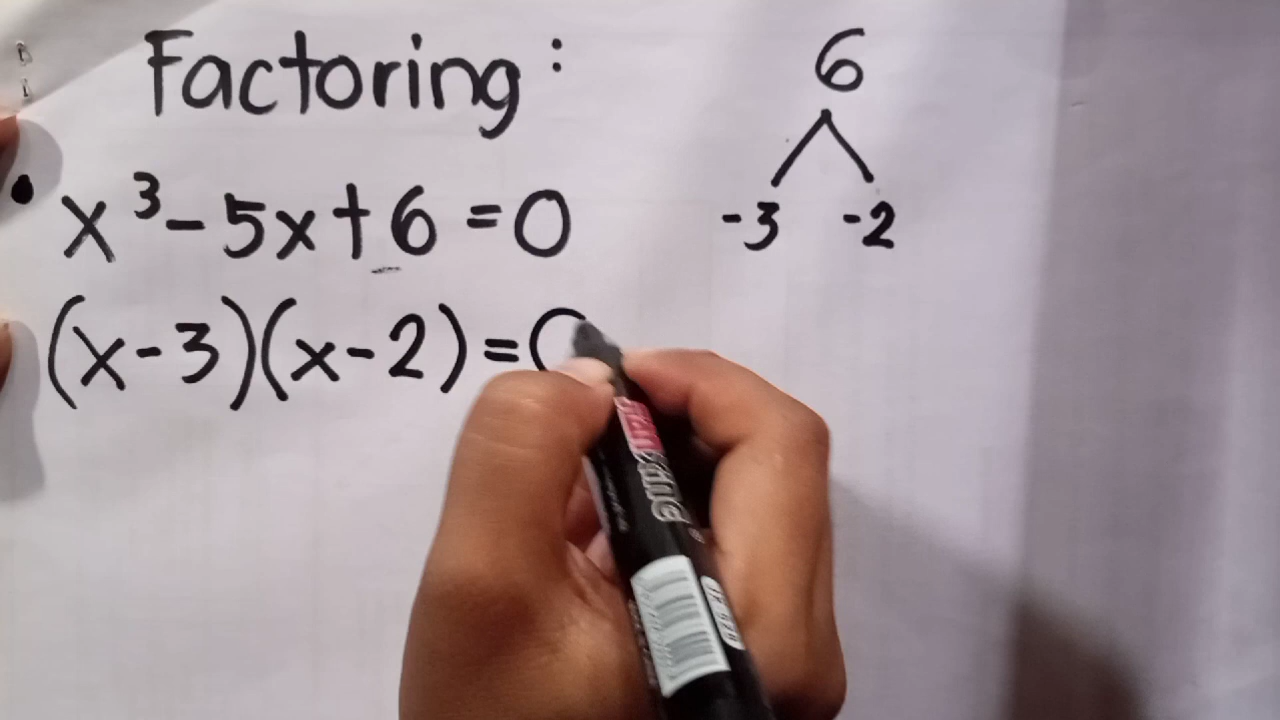 Factoring:
6
-3 -2
• x³ - 5x + 6 = 0
(x - 3)(x - 2) = 0